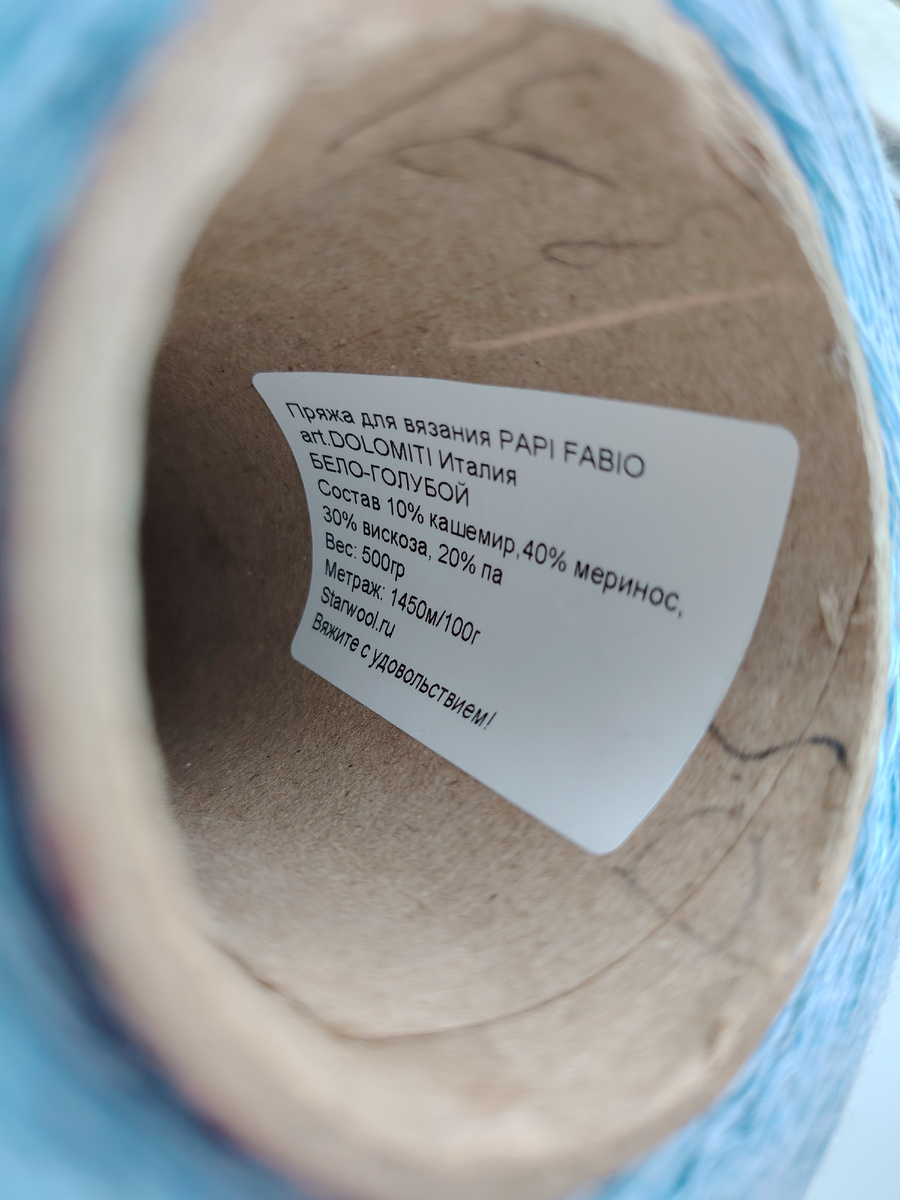 Пряжа для вязания PAPI FABIO
art.DOLOMITI Италия
БЕЛО-ГОЛУБОЙ
Состав 10% кашемир,40% меринос,
30% вискоза, 20% па
Вес: 500гр
Метраж: 1450м/100г
Starwool.ru
Вяжите с удовольствием!